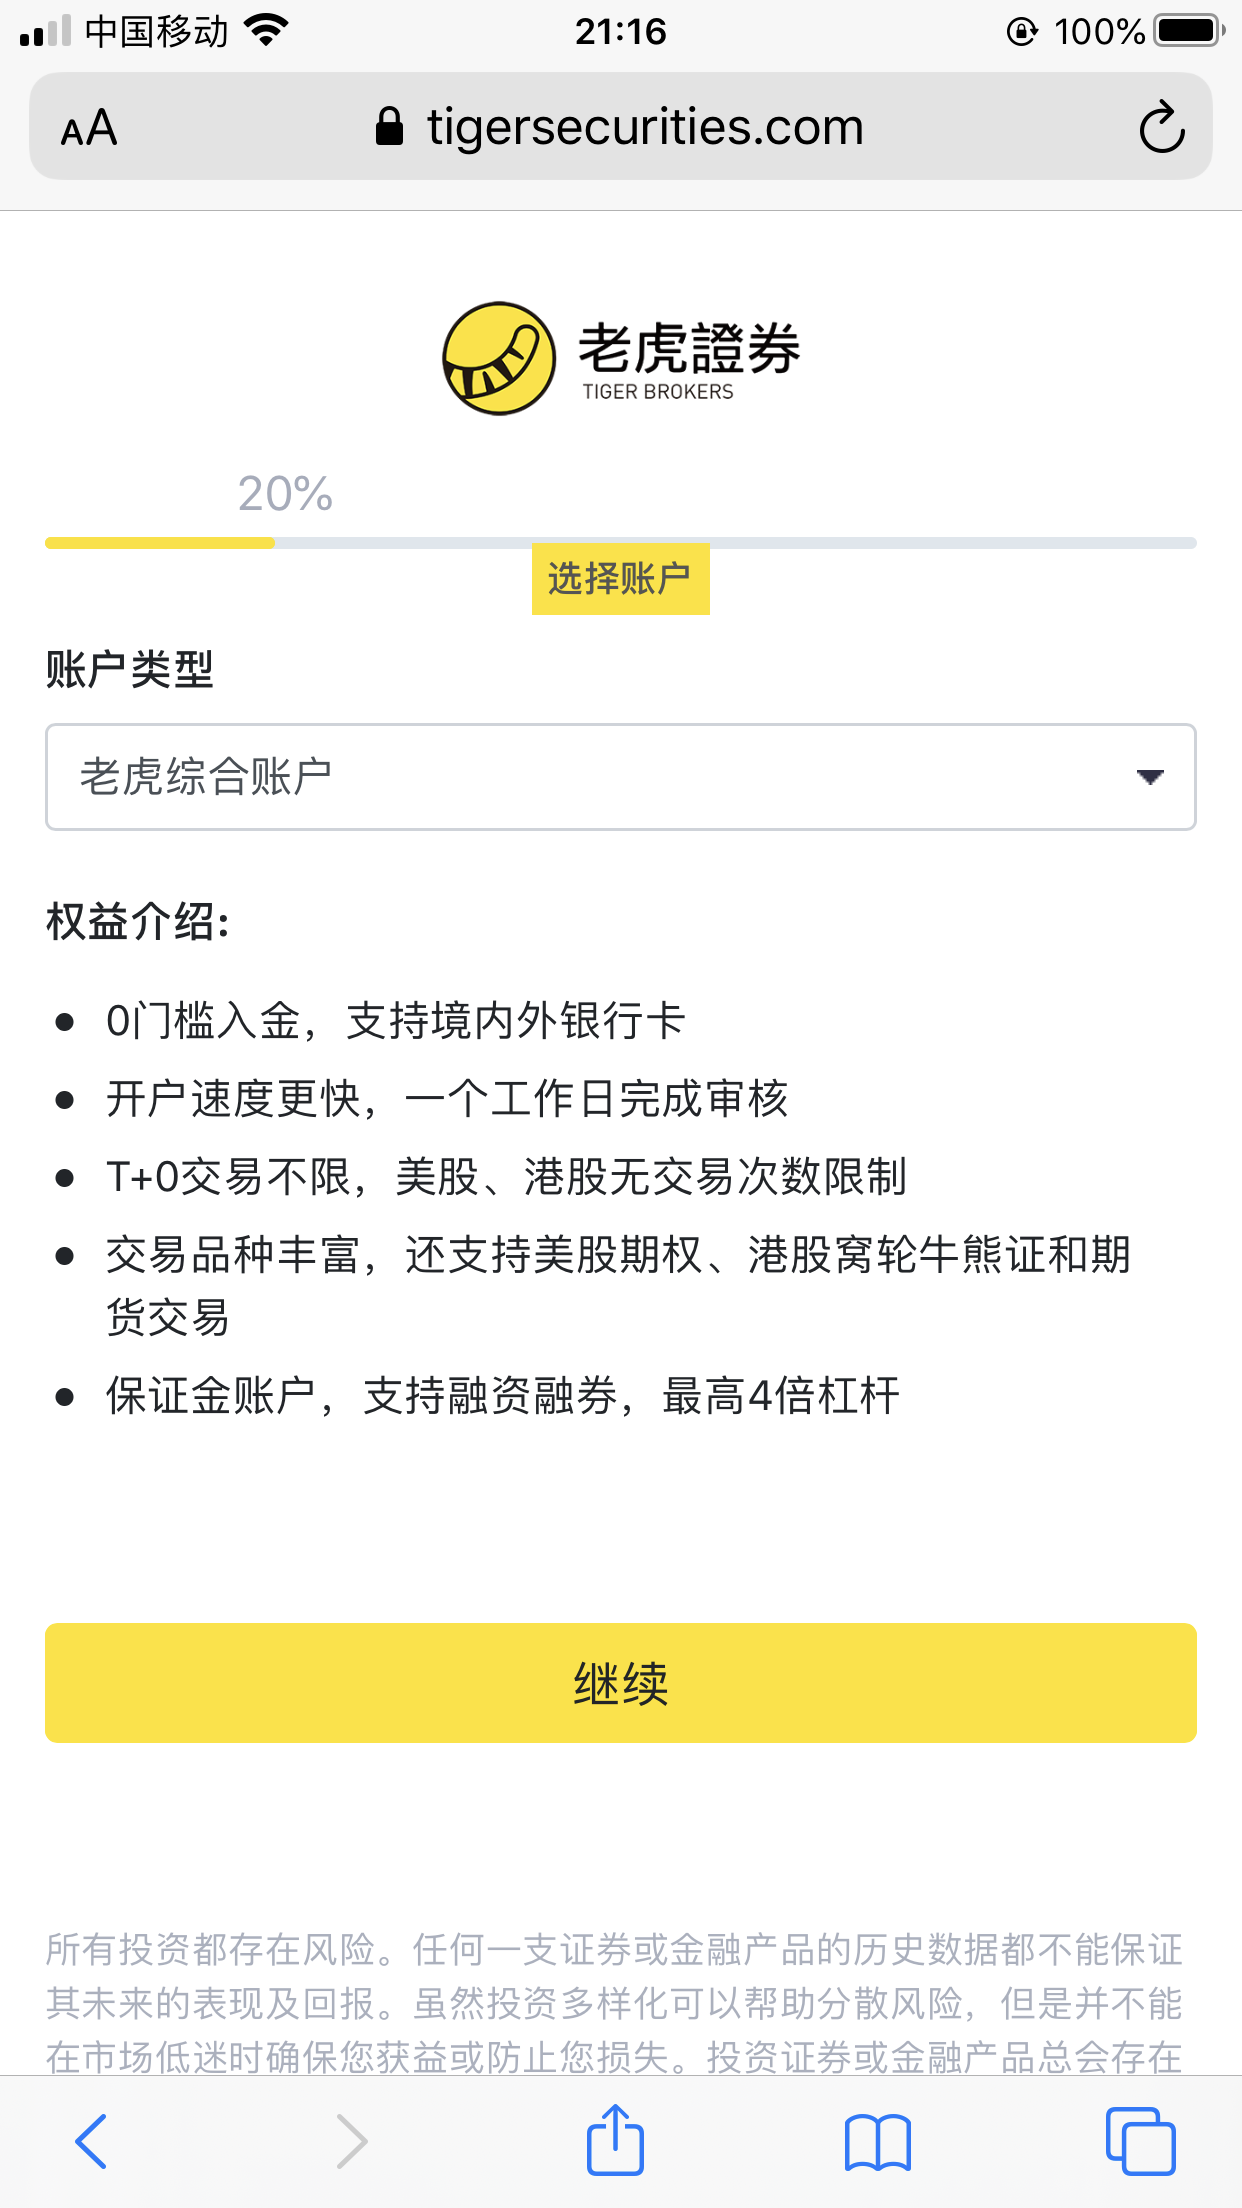 中国移动
21:16
100%
AA
tigersecurities.com
老虎證券
TIGER BROKERS
20%
选择账户
账户类型
老虎综合账户
权益介绍:
0门槛入金，支持境内外银行卡
开户速度更快，一个工作日完成审核
T+0交易不限，美股、港股无交易次数限制
交易品种丰富，还支持美股期权、港股窝轮牛熊证和期
货交易
保证金账户，支持融资融券，最高4倍杠杆
继续
所有投资都存在风险。任何一支证券或金融产品的历史数据都不能保证
其未来的表现及回报。虽然投资多样化可以帮助分散风险，但是并不能
在市场低迷时确保您获益或防止您损失。投资证券或金融产品总会存在